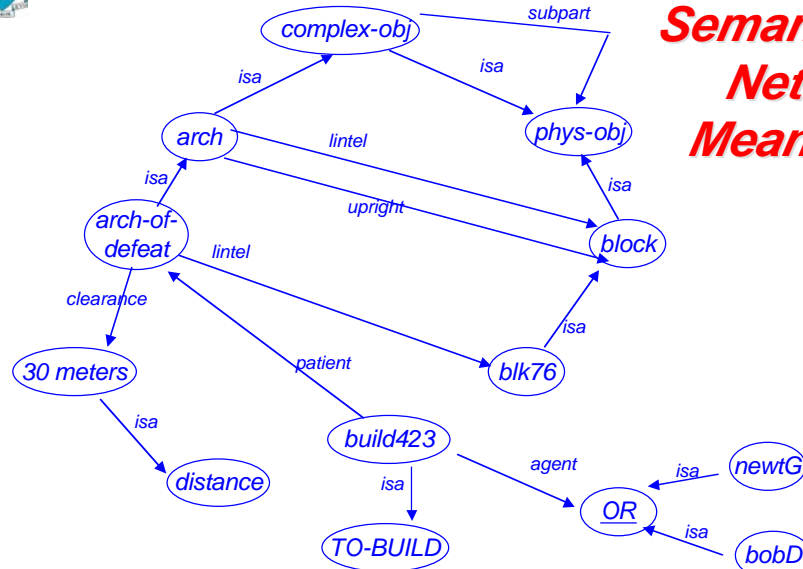 subpart
Seman
complex-obj
Net
isa
isa
Mean
arch
lintel
phys-obj
isa
isa
upright
arch-of-
defeat
lintel
block
clearance
isa
30 meters
patient
blk76
isa
build423
newtG
agent
isa
distance
isa
OR
isa
TO-BUILD
bobD